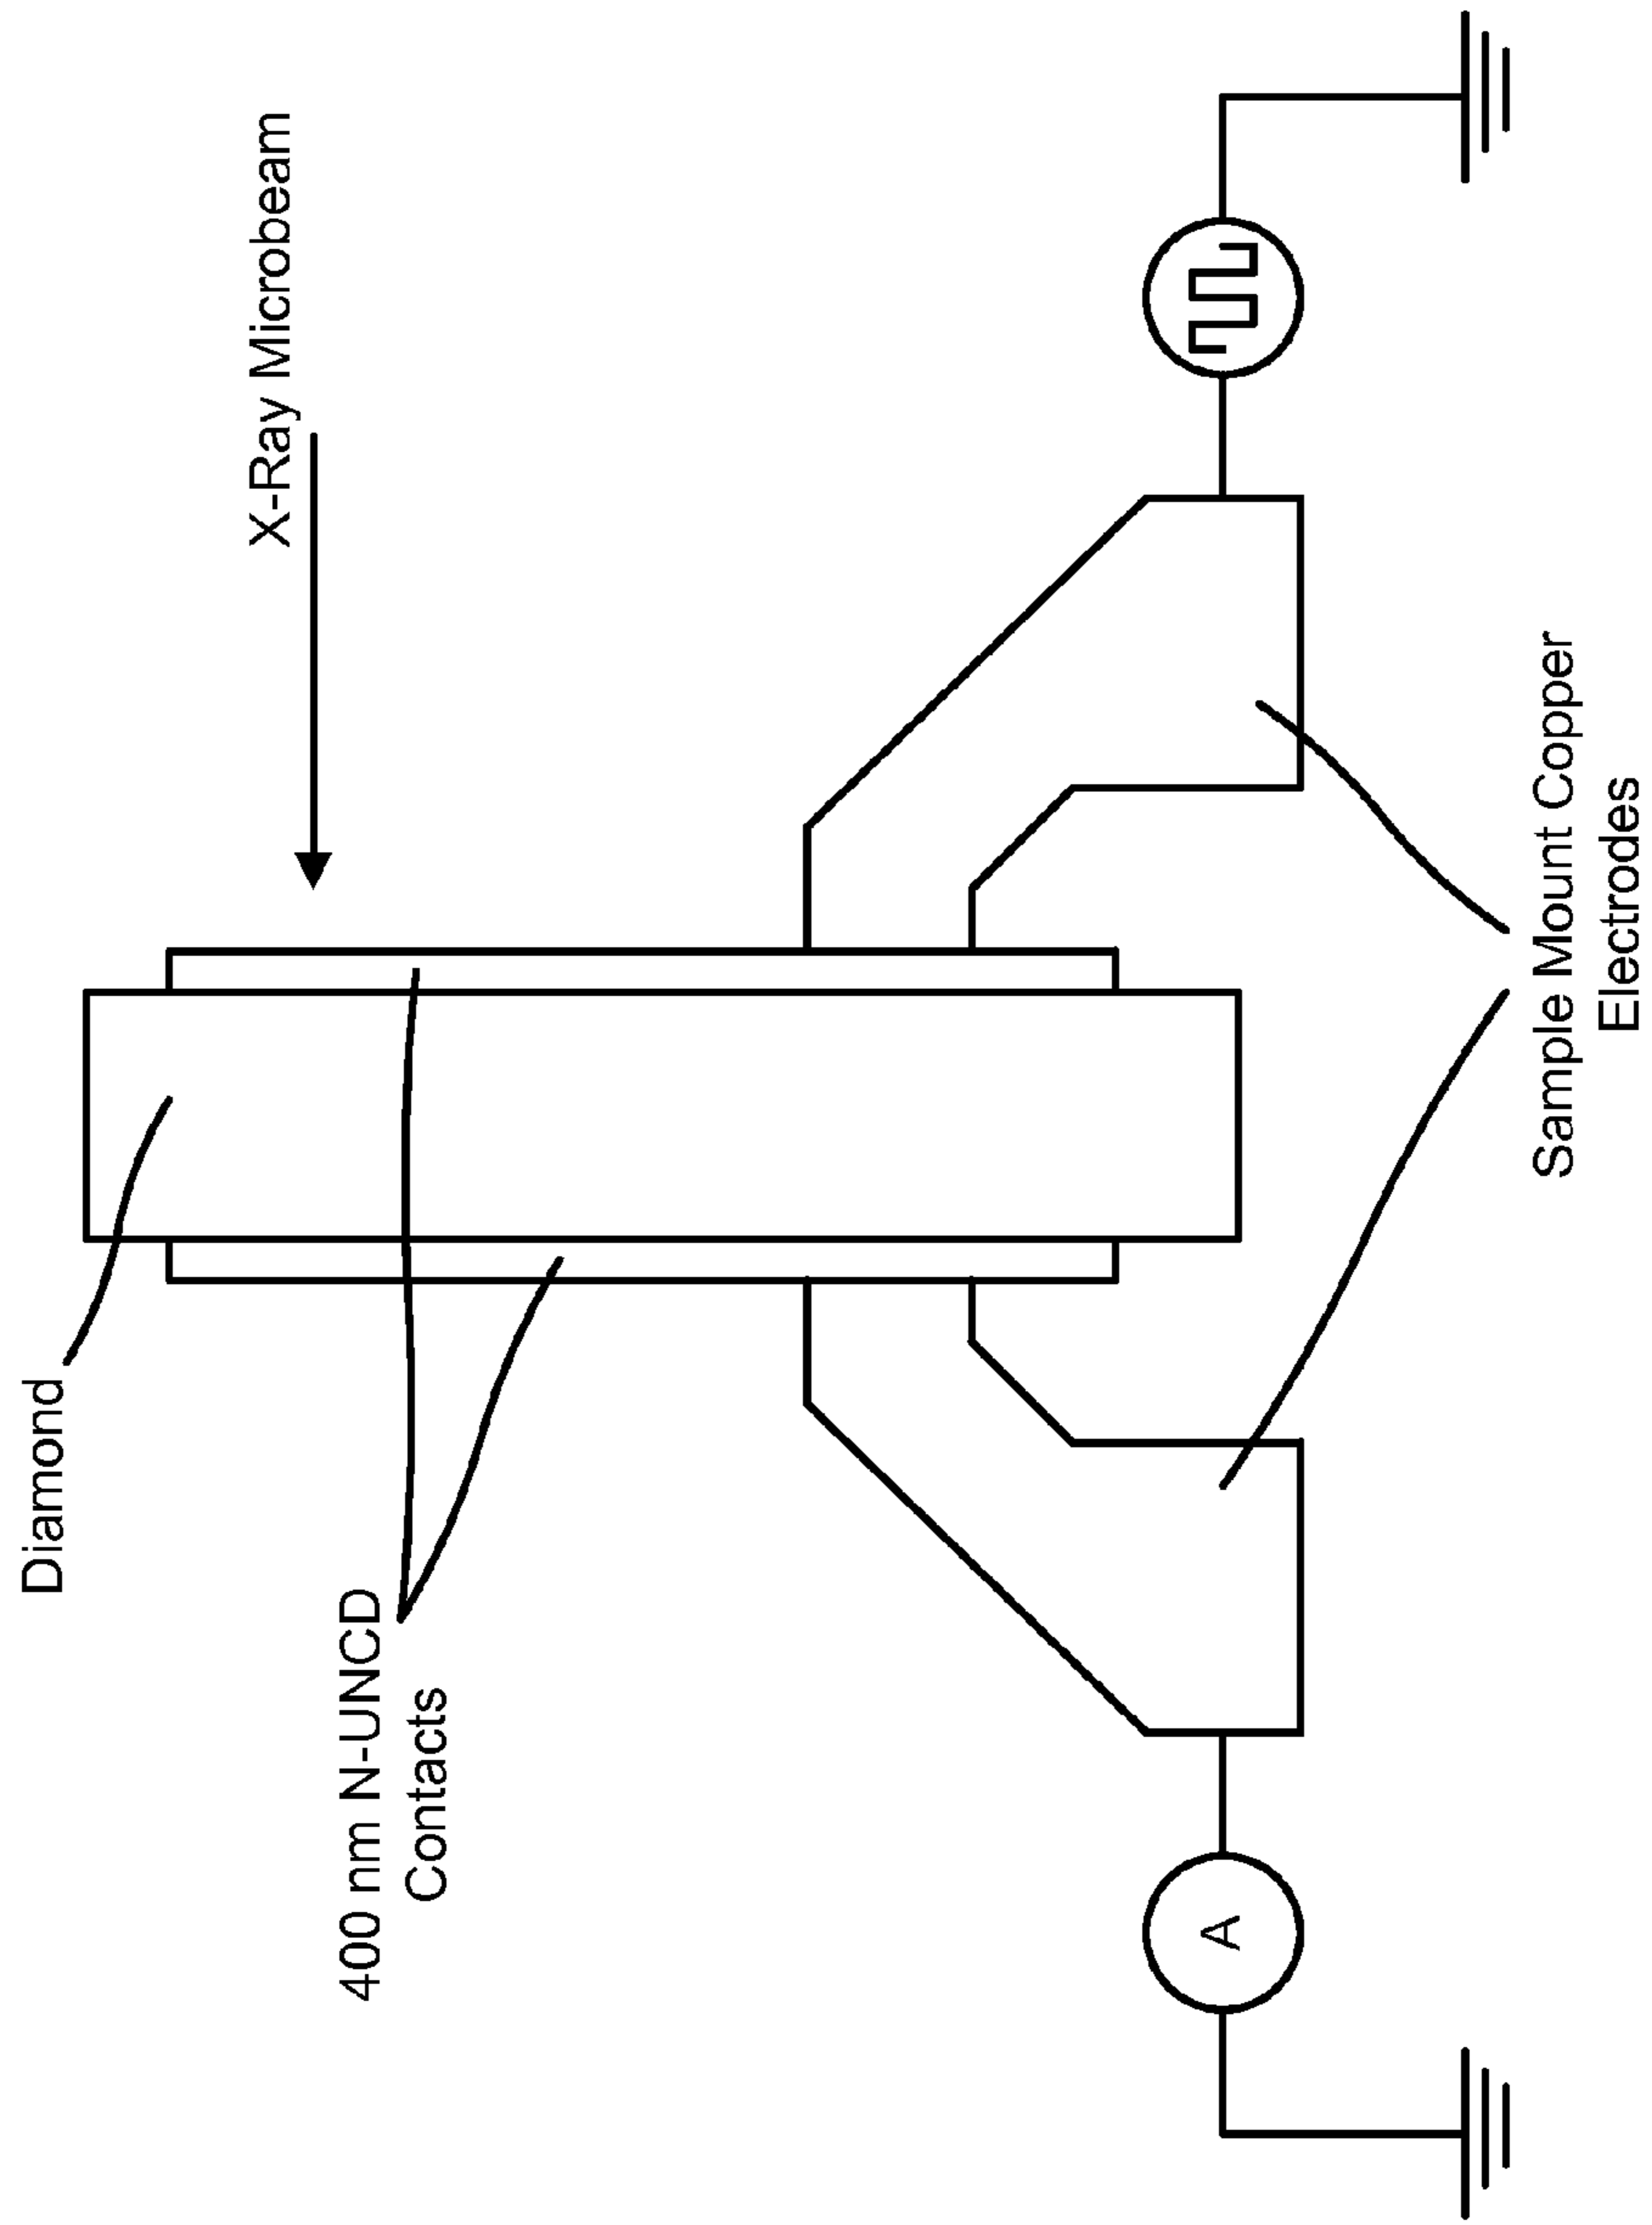 Diamond
X-Ray Microbeam
400 nm N-UNCD
Contacts
A
Sample Mount Copper
Electrodes